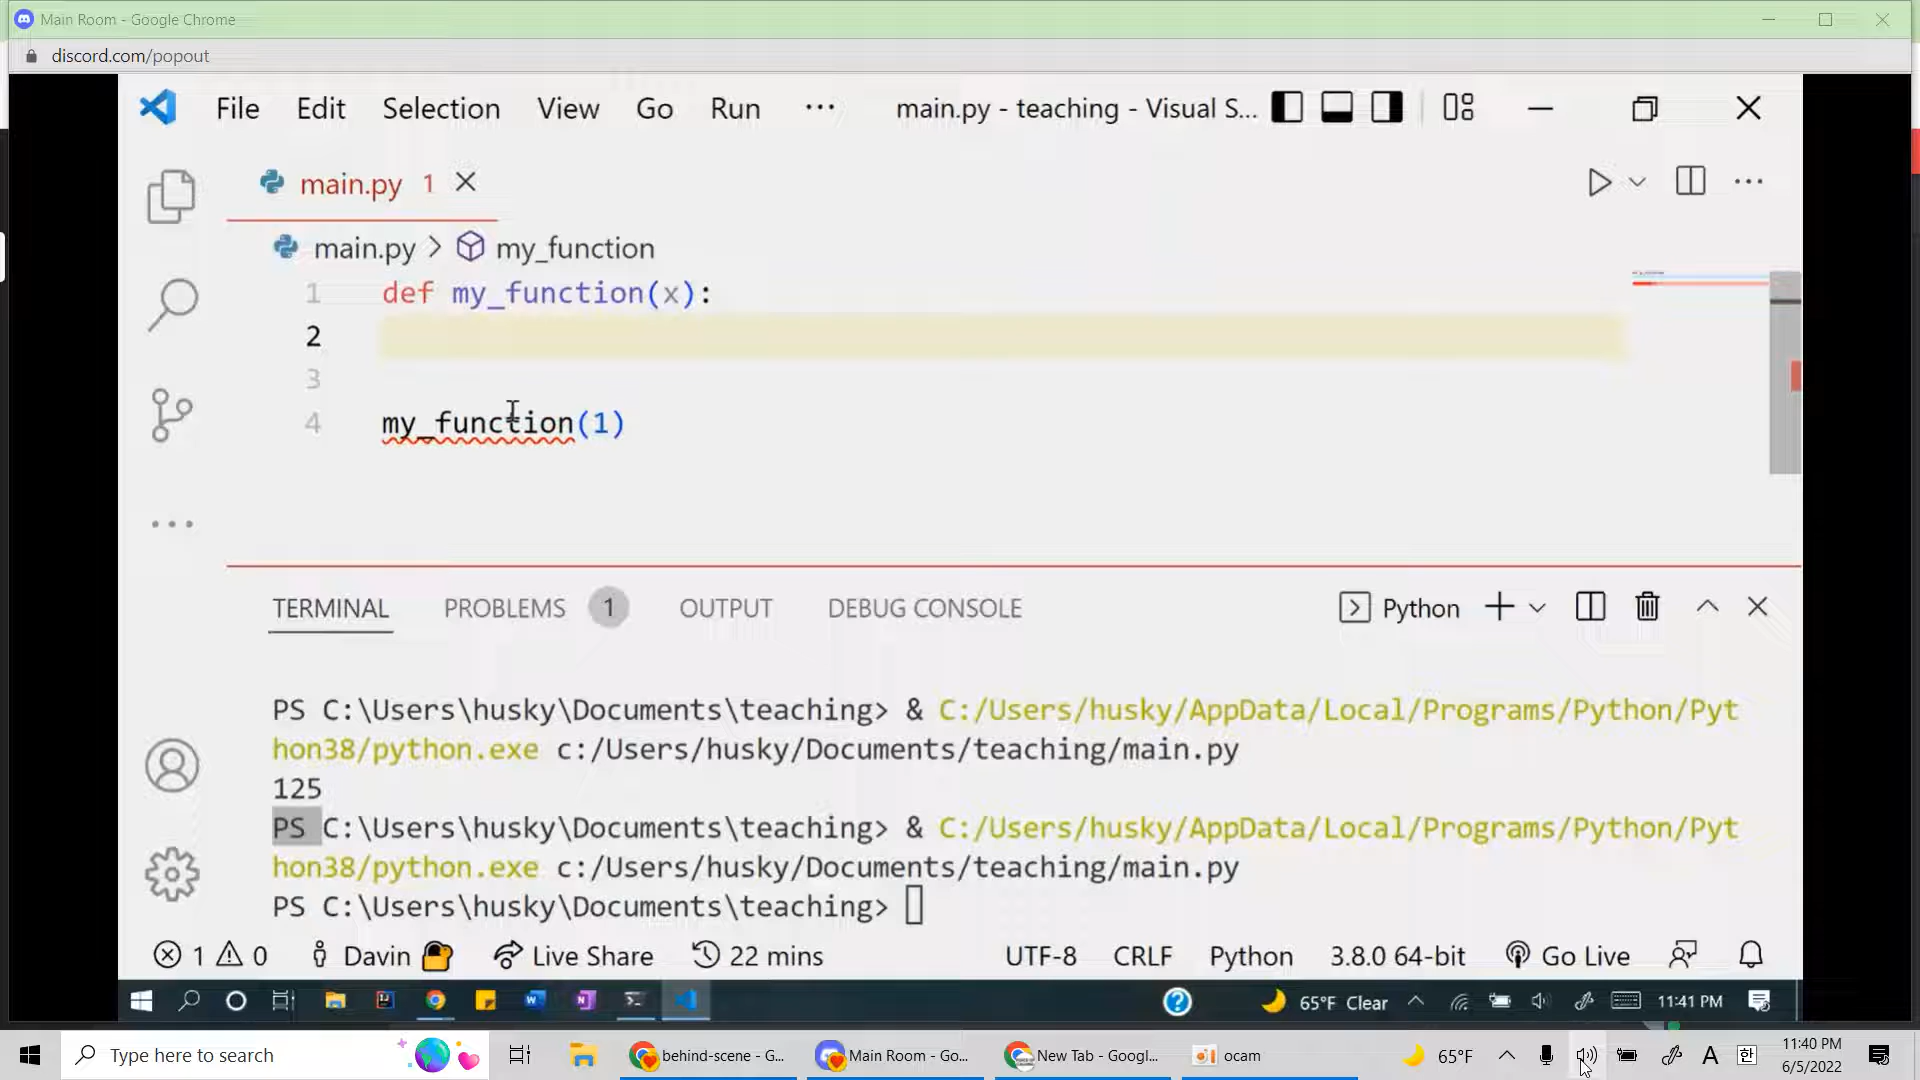 Main Room - Google Chrome
discord.com/popout
File Edit Selection View Go Run ··· main.py - teaching - Visual S...
main.py 1
main.py > my_function
1 def my_function(x):
2
3
4 my_function(1)
TERMINAL PROBLEMS 1 OUTPUT DEBUG CONSOLE Python
PS C:\Users\husky\Documents\teaching> & C:/Users/husky/AppData/Local/Programs/Python/Pyt
hon38/python.exe c:/Users/husky/Documents/teaching/main.py
125
PS C:\Users\husky\Documents\teaching> & C:/Users/husky/AppData/Local/Programs/Python/Pyt
hon38/python.exe c:/Users/husky/Documents/teaching/main.py
PS C:\Users\husky\Documents\teaching>
1 0 Davin Live Share 22 mins UTF-8 CRLF Python 3.8.0 64-bit Go Live
65°F Clear 11:41 PM
Type here to search behind-scene - G... Main Room - Go... New Tab - Googl... ocam 65°F A 한 11:40 PM
6/5/2022